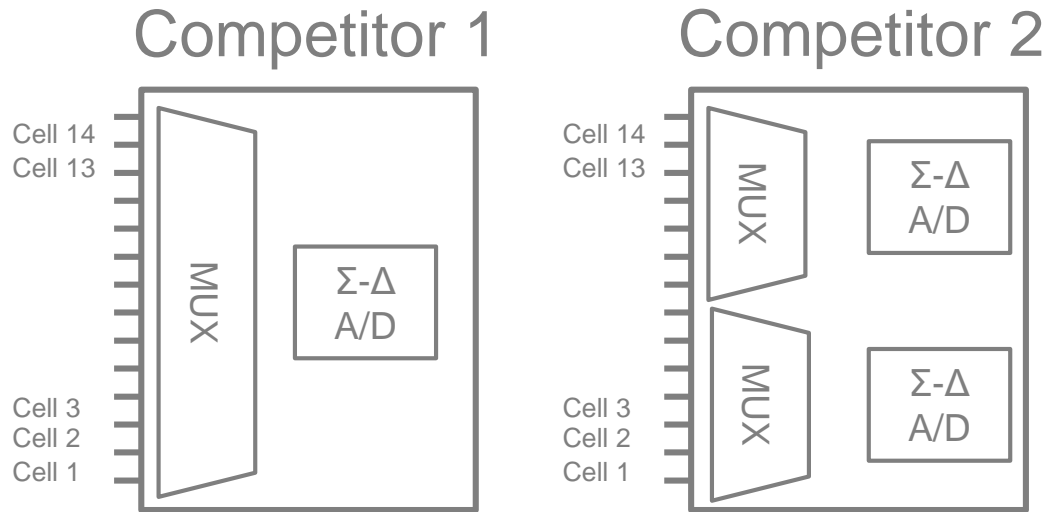 Competitor 1
Cell 14
Cell 13
MUX
Σ-Δ
A/D
Cell 3
Cell 2
Cell 1
Competitor 2
Cell 14
Cell 13
MUX
Σ-Δ
A/D
MUX
Σ-Δ
A/D
Cell 3
Cell 2
Cell 1